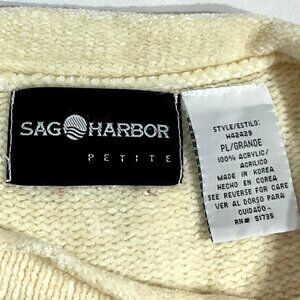 SAG HARBOR
PETITE
STYLE/ESTILO:
H42429
PL/GRANDE
100% ACRYLIC/
ACRILICO
MADE IN KOREA
HECHO EN COREA
SEE REVERSE FOR CARE
VER AL DORSO PARA
CUIDADO -
RN# 51735